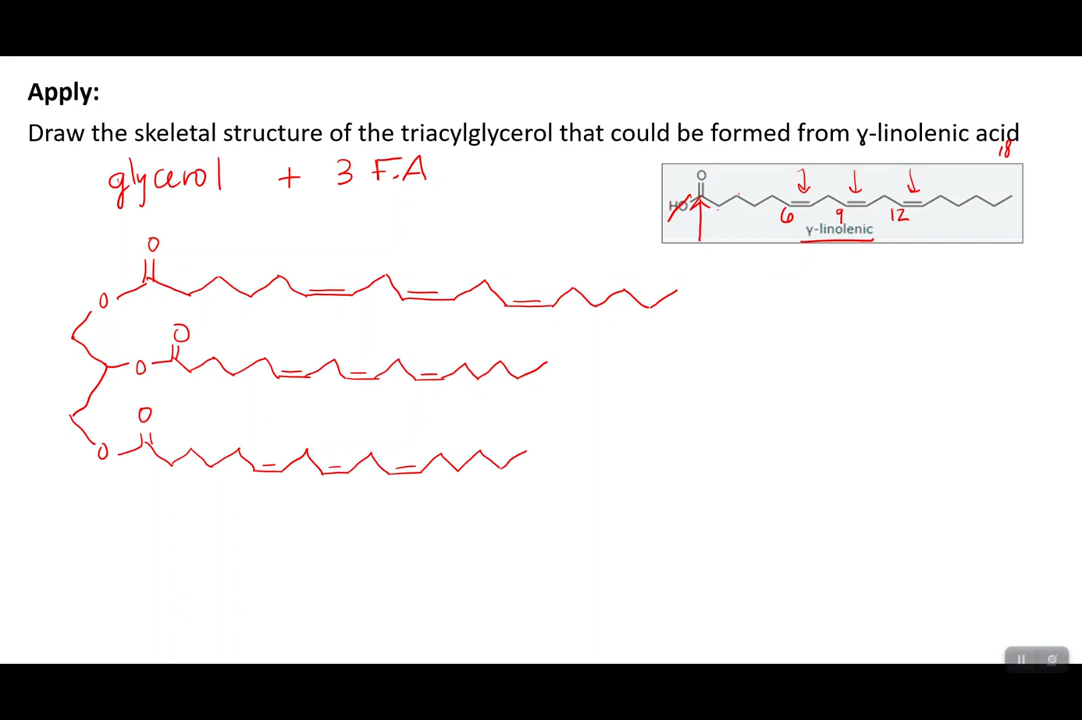 Apply:
Draw the skeletal structure of the triacylglycerol that could be formed from ɣ-linolenic acid
18
glycerol + 3 F.A
O
HO
6 9 12
γ-linolenic
O
O
O
O
O
O